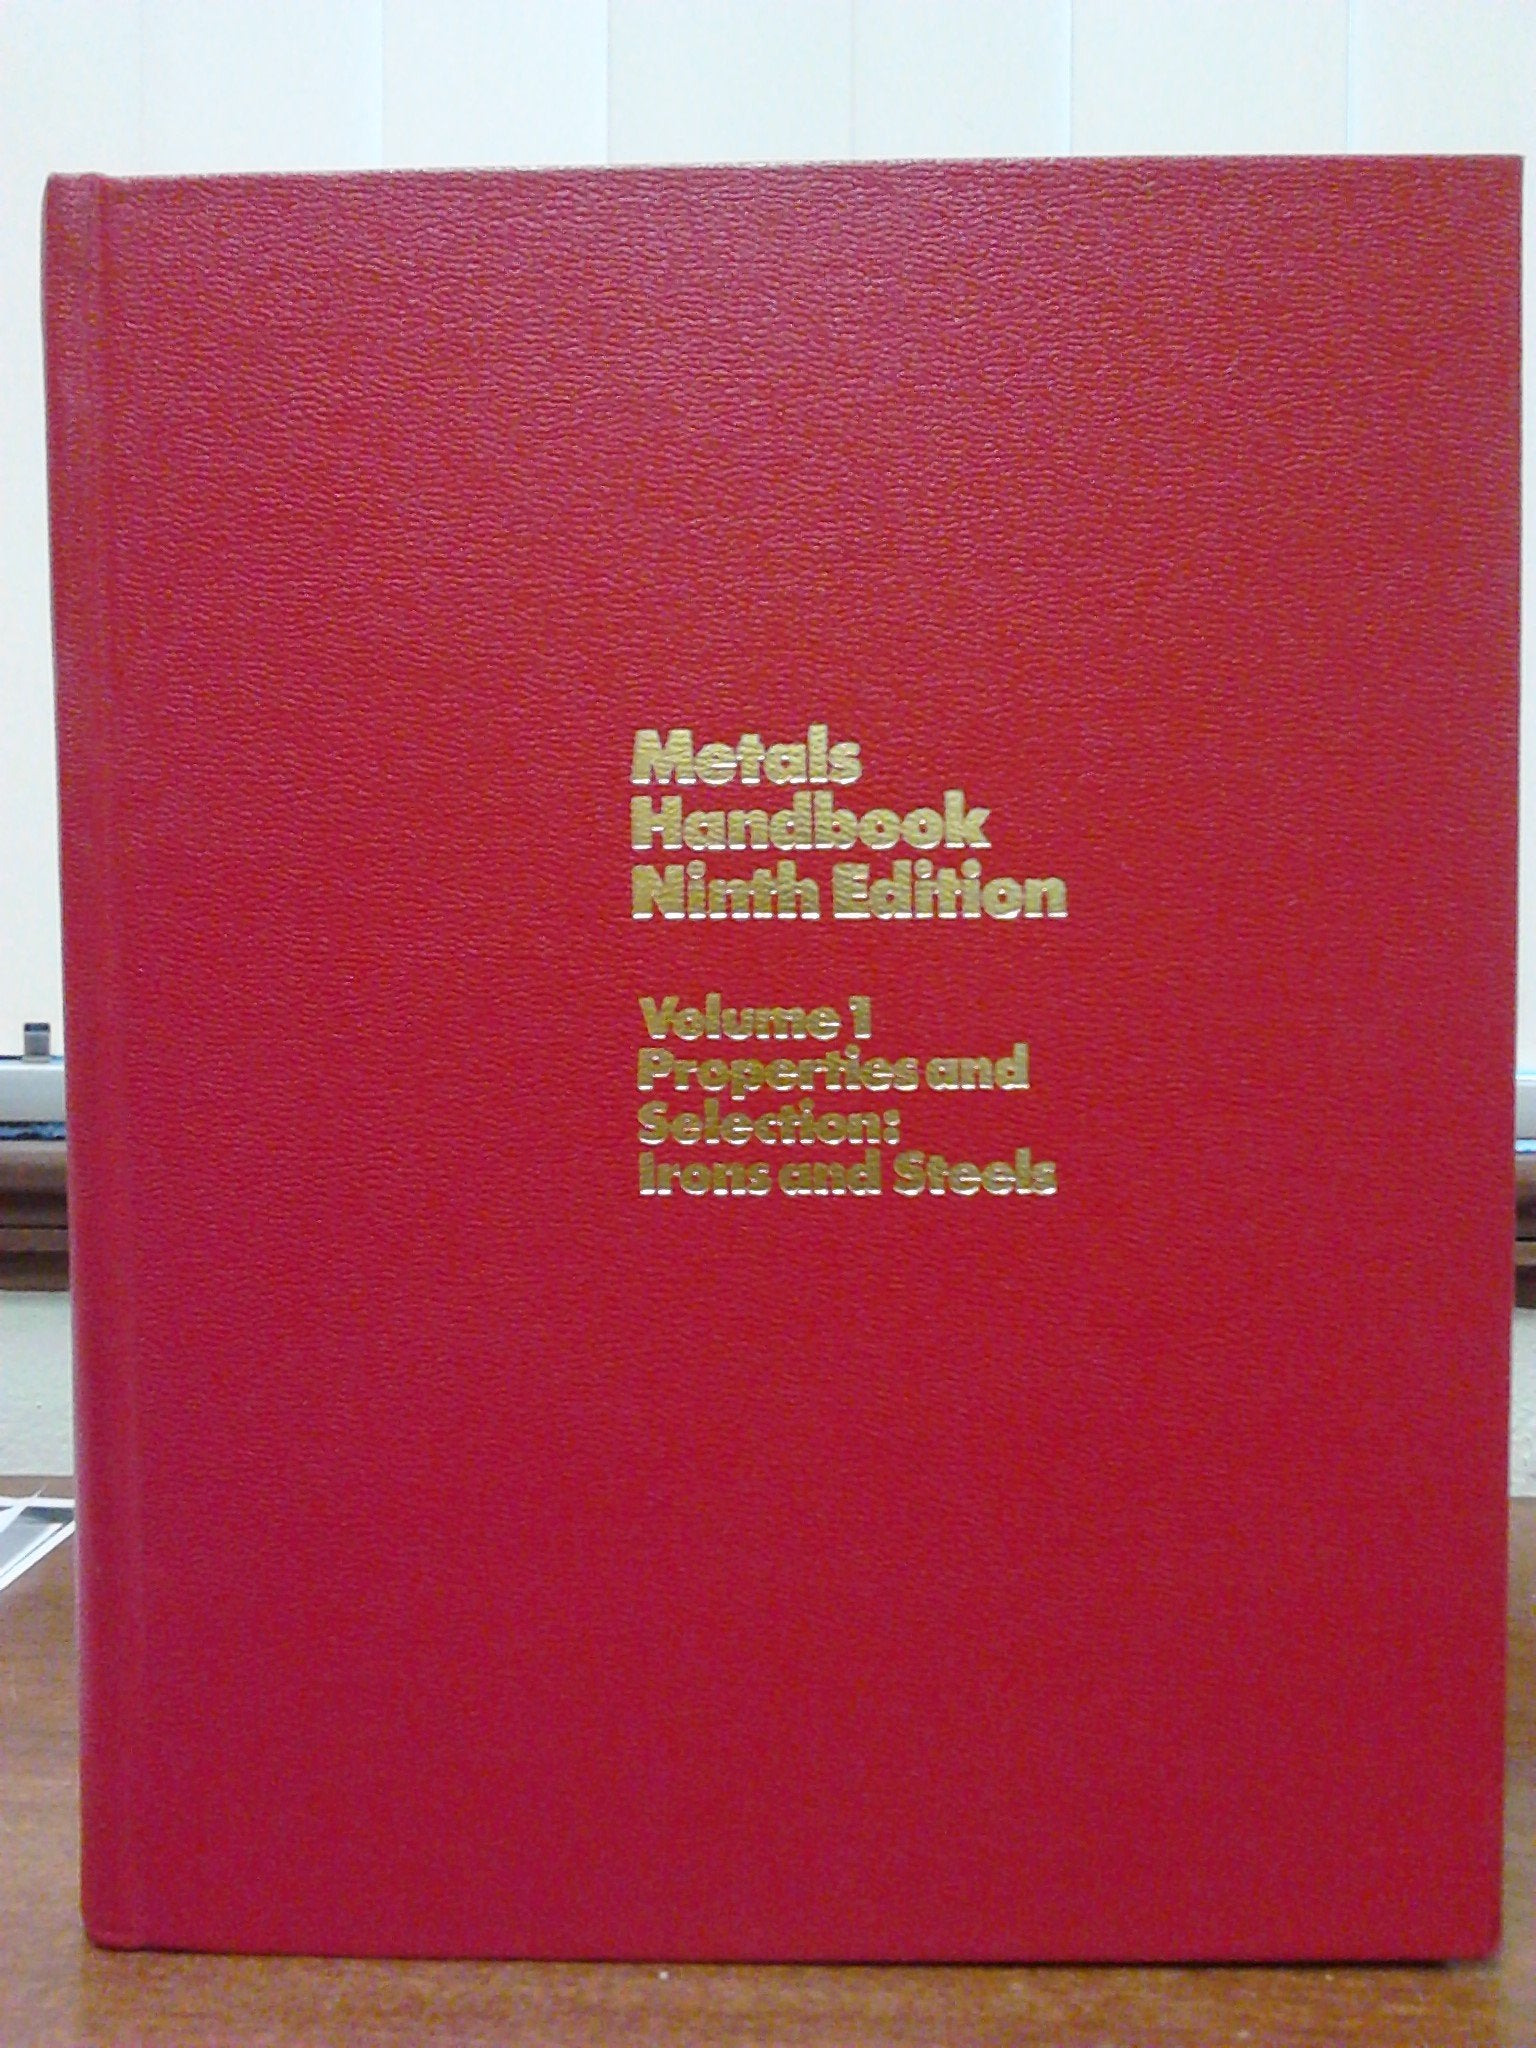 Metals
Handbook
Ninth Edition
Volume 1
Properties and
Selection:
Irons and Steels